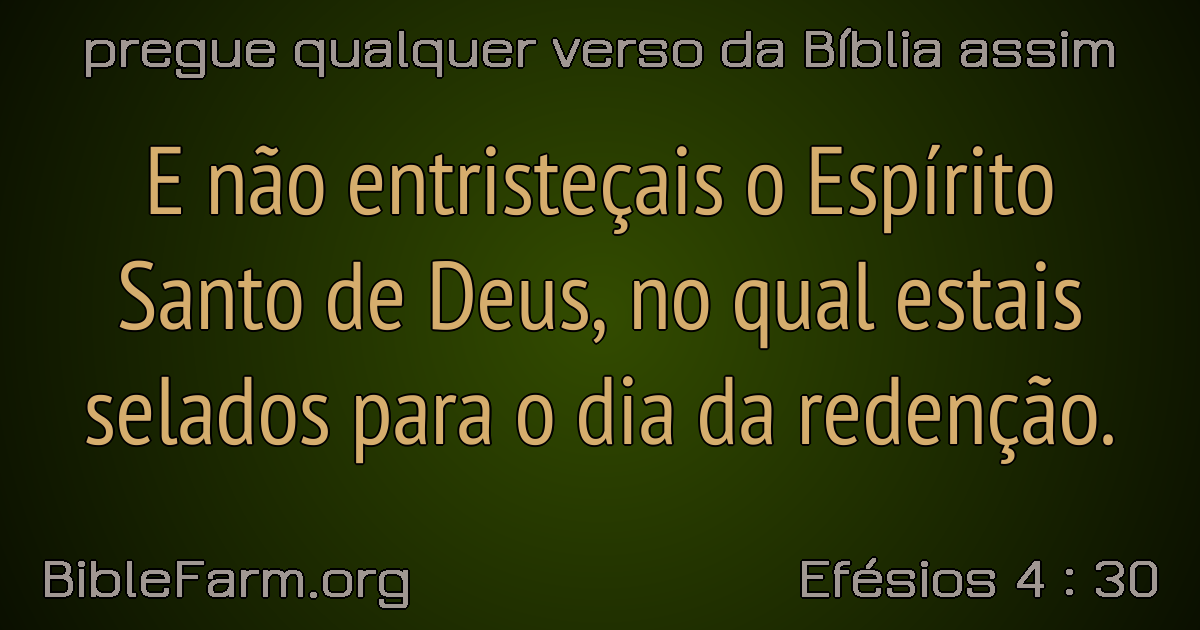 pregue qualquer verso da Bíblia assim
E não entristeçais o Espírito
Santo de Deus, no qual estais
selados para o dia da redenção.
BibleFarm.org
Efésios 4 : 30